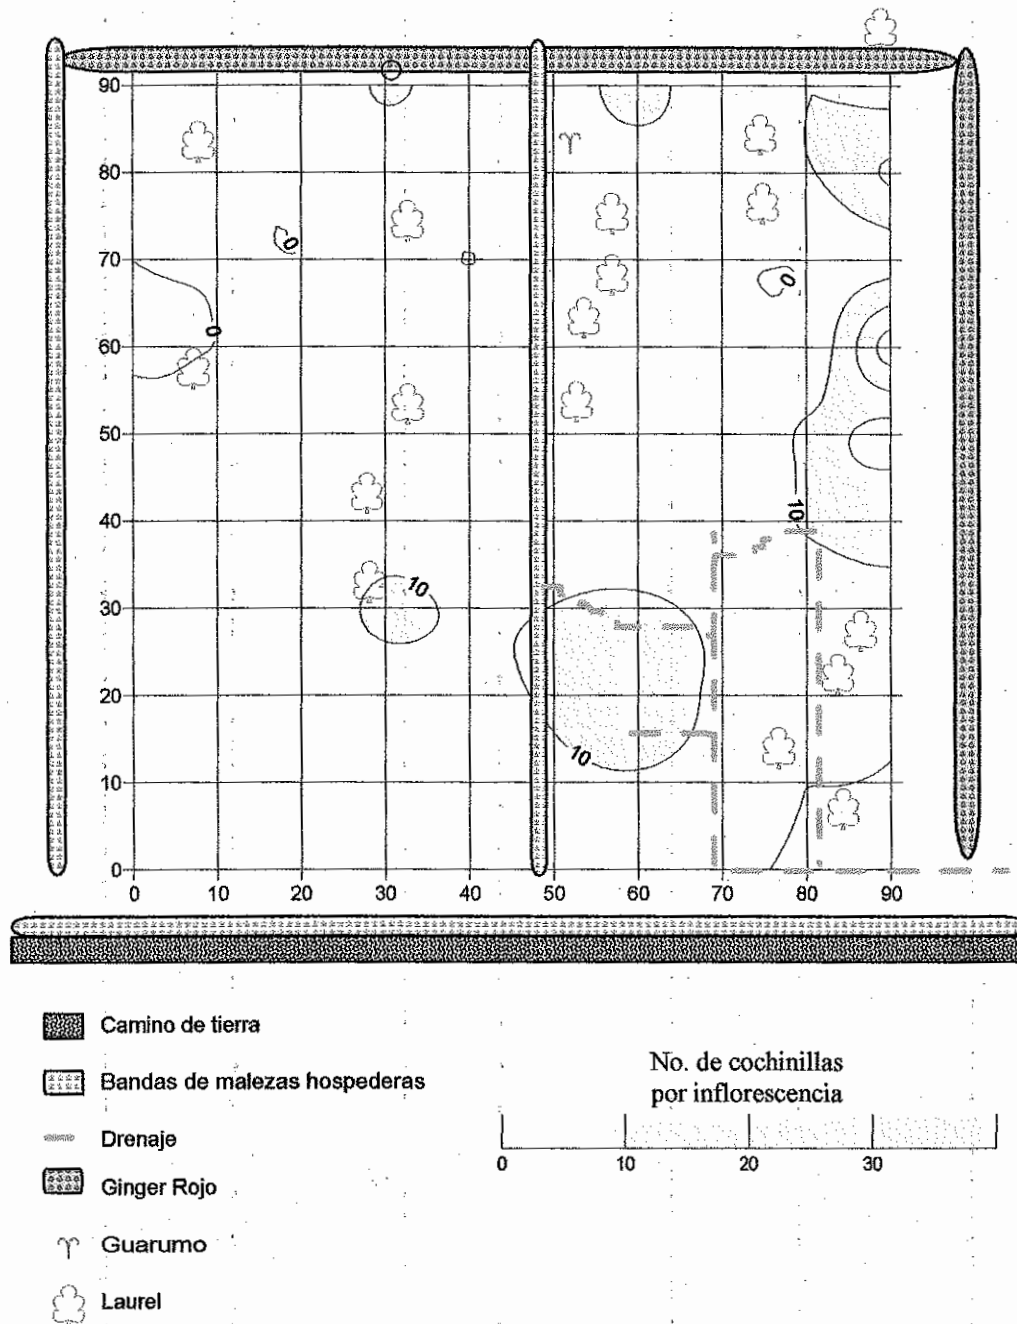 90
80
70
60
50
40
30
20
10
0
0
0
0
10
10
10
0 10 20 30 40 50 60 70 80 90
Camino de tierra
Bandas de malezas hospederas
Drenaje
Ginger Rojo
Guarumo
Laurel
No. de cochinillas
por inflorescencia
0 10 20 30